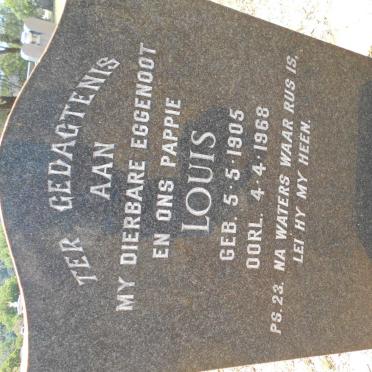 TER GEDAGTENIS
AAN
MY DIERBARE EGGENOOT
EN ONS PAPPIE
LOUIS
GEB. 5·5·1905
OORL. 4·4·1968
PS. 23. NA WATERS WAAR RUS IS,
LEI HY MY HEEN.